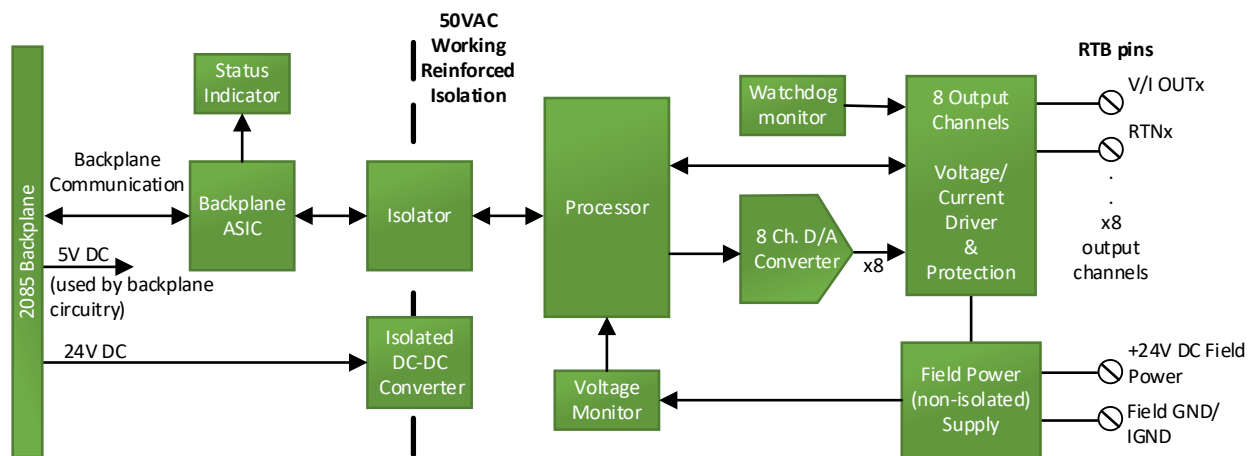 50VAC
Working
Reinforced
Isolation
RTB pins
Status
Indicator
Watchdog
monitor
8 Output
Channels
Voltage/
Current
Driver
&
Protection
V/I OUTx
RTNx
.
.
x8
output
channels
2085 Backplane
Backplane
Communication
Backplane
ASIC
Isolator
Processor
8 Ch. D/A
Converter
x8
5V DC
(used by backplane
circuitry)
24V DC
Isolated
DC-DC
Converter
Voltage
Monitor
Field Power
(non-isolated)
Supply
+24V DC Field
Power
Field GND/
IGND